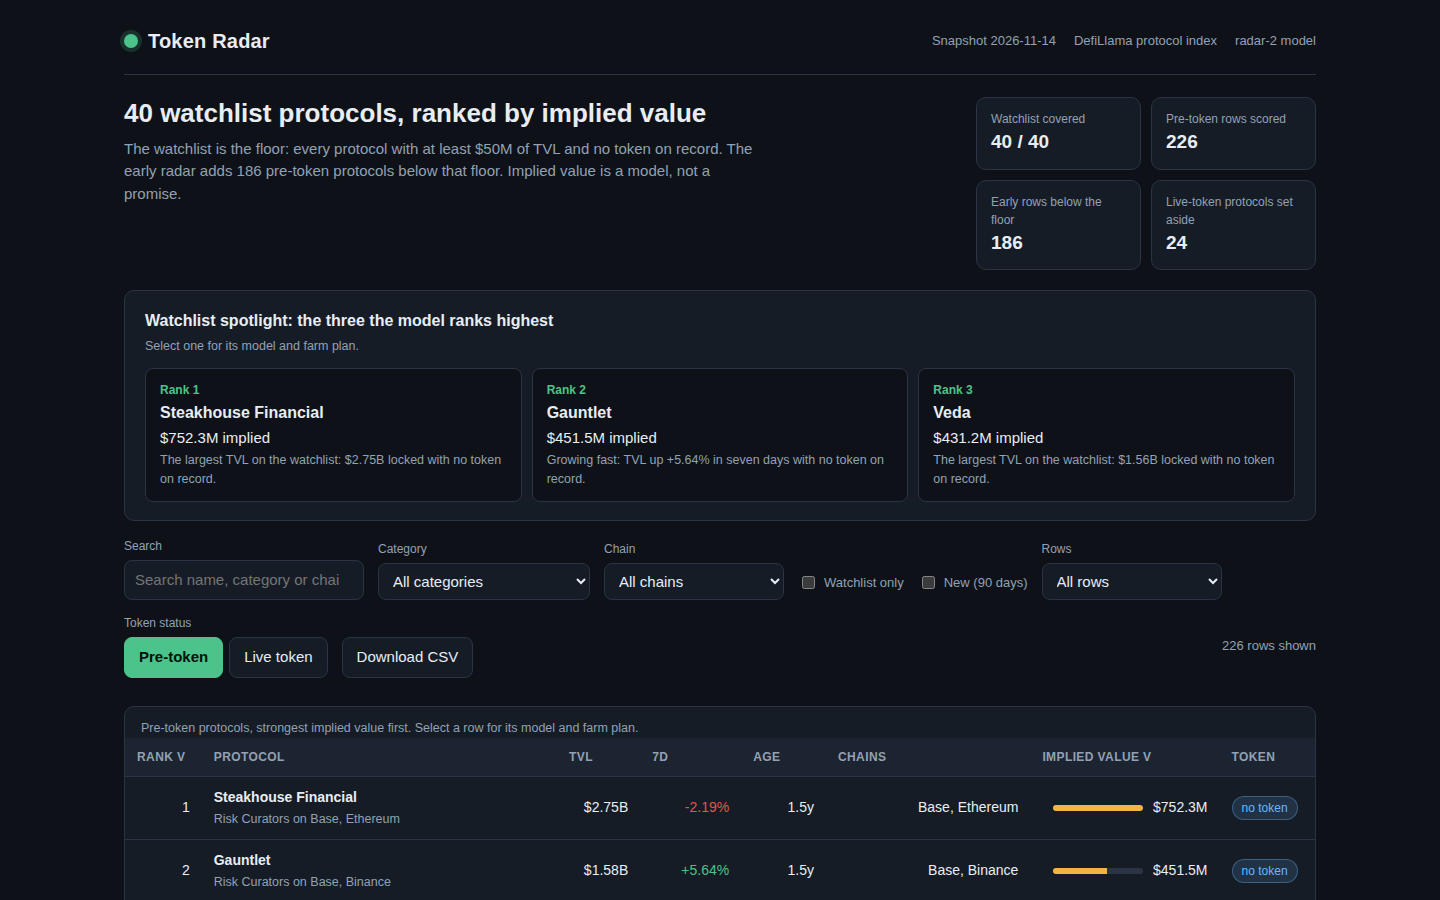 Token Radar
Snapshot 2026-11-14 DefiLlama protocol index radar-2 model
40 watchlist protocols, ranked by implied value
The watchlist is the floor: every protocol with at least $50M of TVL and no token on record. The
early radar adds 186 pre-token protocols below that floor. Implied value is a model, not a
promise.
Watchlist covered
40 / 40
Pre-token rows scored
226
Early rows below the
floor
186
Live-token protocols set
aside
24
Watchlist spotlight: the three the model ranks highest
Select one for its model and farm plan.
Rank 1
Steakhouse Financial
$752.3M implied
The largest TVL on the watchlist: $2.75B locked with no token
on record.
Rank 2
Gauntlet
$451.5M implied
Growing fast: TVL up +5.64% in seven days with no token on
record.
Rank 3
Veda
$431.2M implied
The largest TVL on the watchlist: $1.56B locked with no token
on record.
Search
Search name, category or chai
Category
All categories
Chain
All chains
Watchlist only
New (90 days)
Rows
All rows
Token status
Pre-token Live token Download CSV
226 rows shown
Pre-token protocols, strongest implied value first. Select a row for its model and farm plan.
RANK V PROTOCOL TVL 7D AGE CHAINS IMPLIED VALUE V TOKEN
1 Steakhouse Financial $2.75B -2.19% 1.5y Base, Ethereum $752.3M no token
Risk Curators on Base, Ethereum
2 Gauntlet $1.58B +5.64% 1.5y Base, Binance $451.5M no token
Risk Curators on Base, Binance